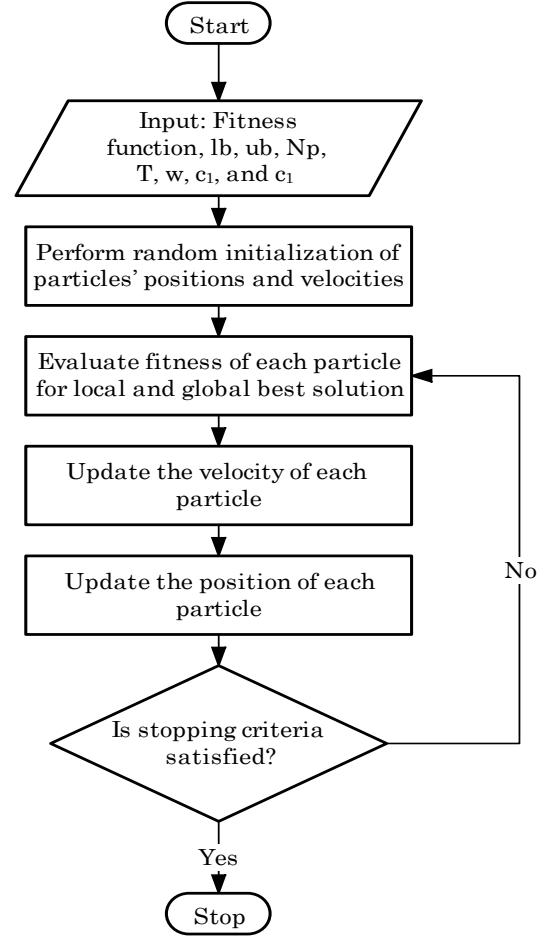 Start
Input: Fitness
function, lb, ub, Np,
T, w, c₁, and c₁
Perform random initialization of
particles’ positions and velocities
Evaluate fitness of each particle
for local and global best solution
Update the velocity of each
particle
Update the position of each
particle
No
Is stopping criteria
satisfied?
Yes
Stop